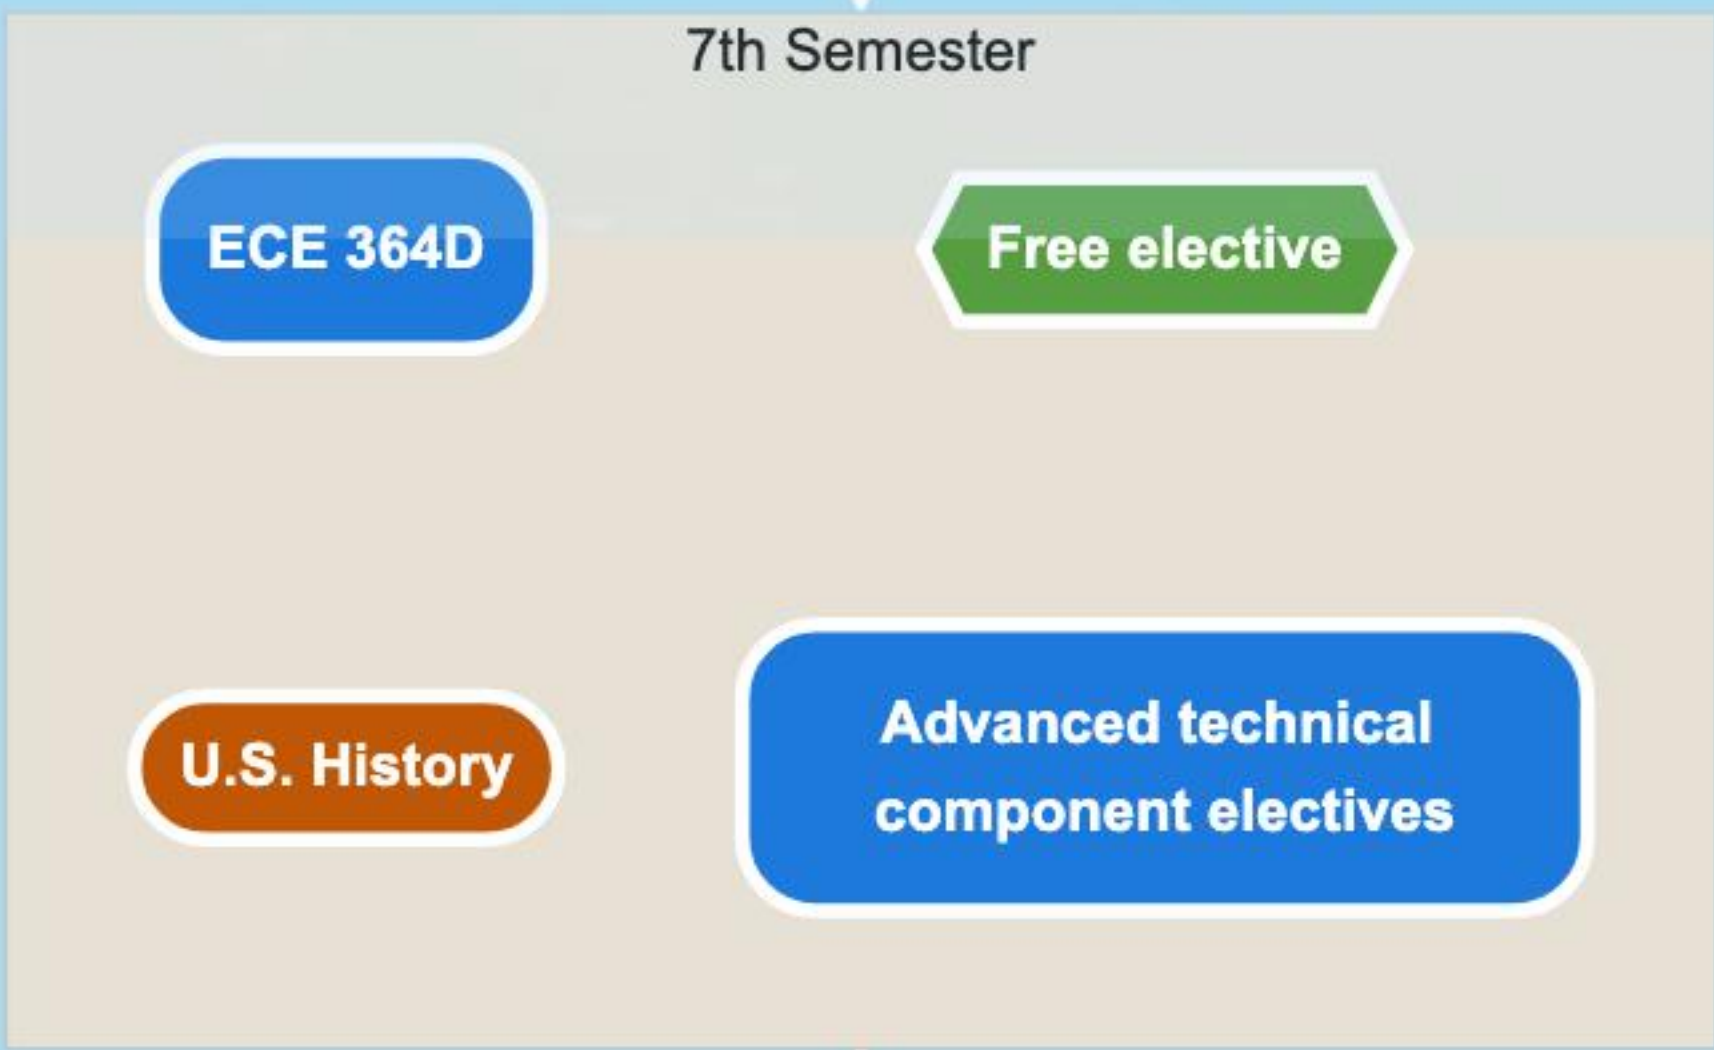 7th Semester
ECE 364D
Free elective
U.S. History
Advanced technical
component electives